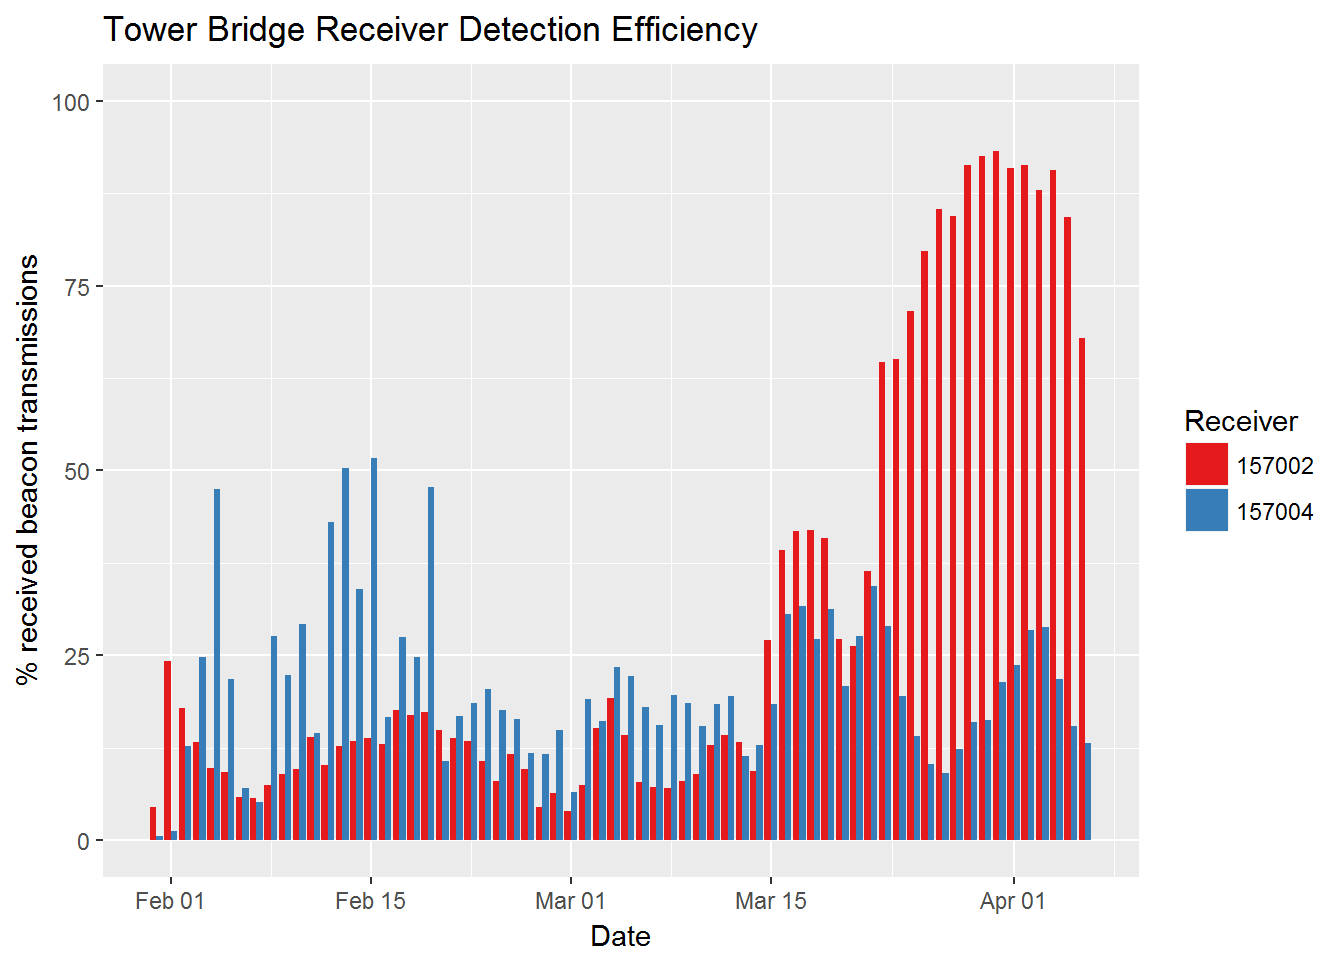 Tower Bridge Receiver Detection Efficiency
% received beacon transmissions
100
75
50
25
0
Feb 01
Feb 15
Mar 01
Mar 15
Apr 01
Date
Receiver
157002
157004